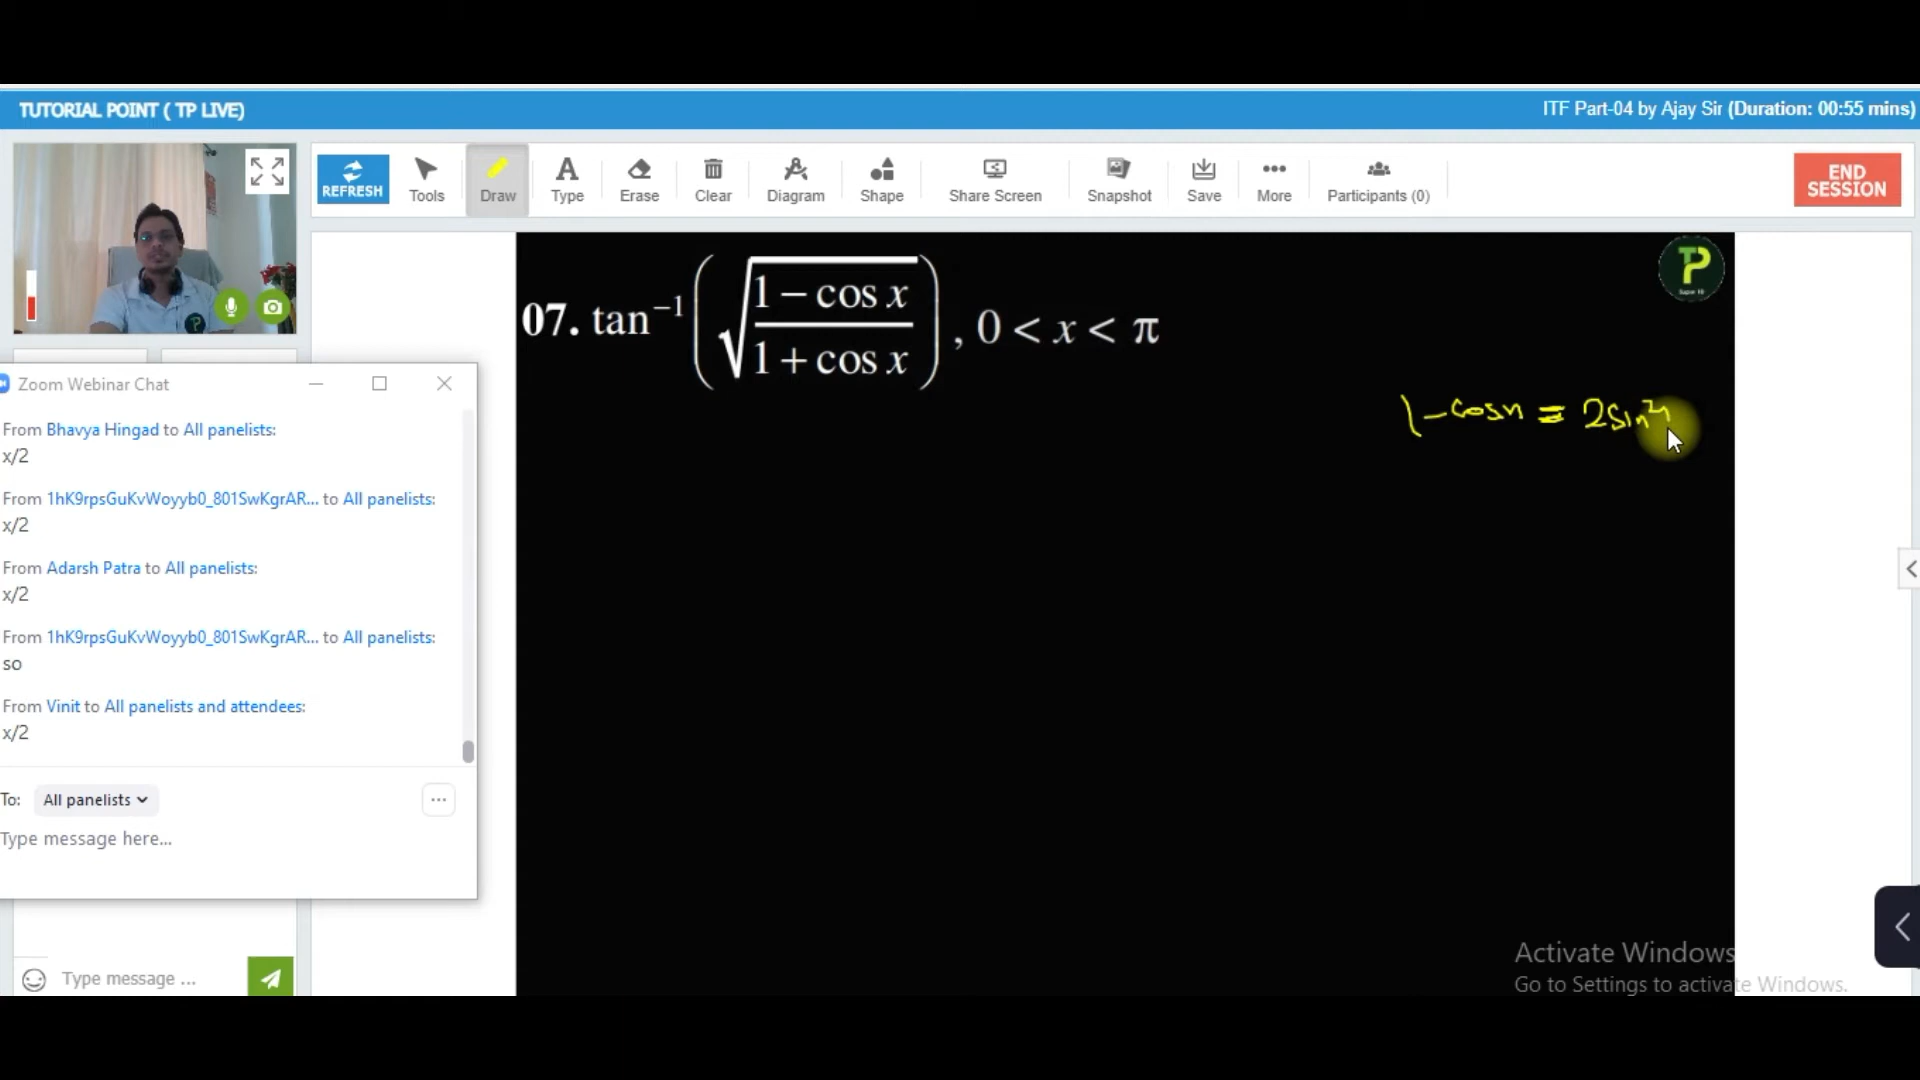 TUTORIAL POINT ( TP LIVE)
ITF Part-04 by Ajay Sir (Duration: 00:55 mins)
REFRESH
Tools
Draw
Type
Erase
Clear
Diagram
Shape
Share Screen
Snapshot
Save
More
Participants (0)
END
SESSION
07. tan⁻¹(√((1 − cos x)/(1 + cos x))), 0 < x < π
TP
1 - cosx = 2sin²
Zoom Webinar Chat
From Bhavya Hingad to All panelists:
x/2
From 1hK9rpsGuKvWoyyb0_801SwKgrAR... to All panelists:
x/2
From Adarsh Patra to All panelists:
x/2
From 1hK9rpsGuKvWoyyb0_801SwKgrAR... to All panelists:
so
From Vinit to All panelists and attendees:
x/2
To: All panelists
Type message here...
Type message ...
Activate Windows
Go to Settings to activate Windows.